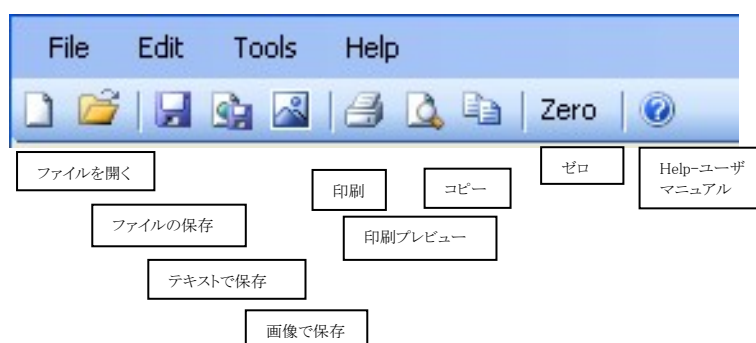 File Edit Tools Help
Zero
ファイルを開く
ファイルの保存
テキストで保存
画像で保存
印刷
印刷プレビュー
コピー
ゼロ
Help-ユーザ
マニュアル